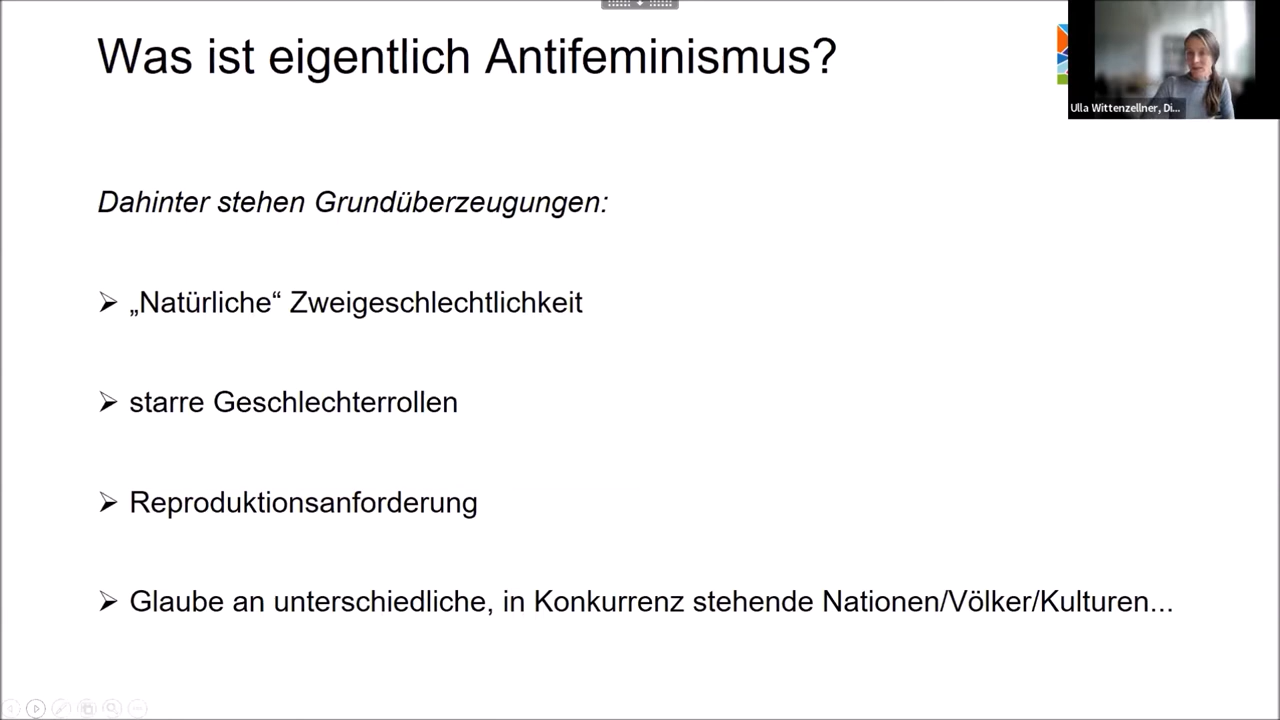 Was ist eigentlich Antifeminismus?
Ulla Wittenzellner, Di...
Dahinter stehen Grundüberzeugungen:
➢ „Natürliche“ Zweigeschlechtlichkeit
➢ starre Geschlechterrollen
➢ Reproduktionsanforderung
➢ Glaube an unterschiedliche, in Konkurrenz stehende Nationen/Völker/Kulturen...